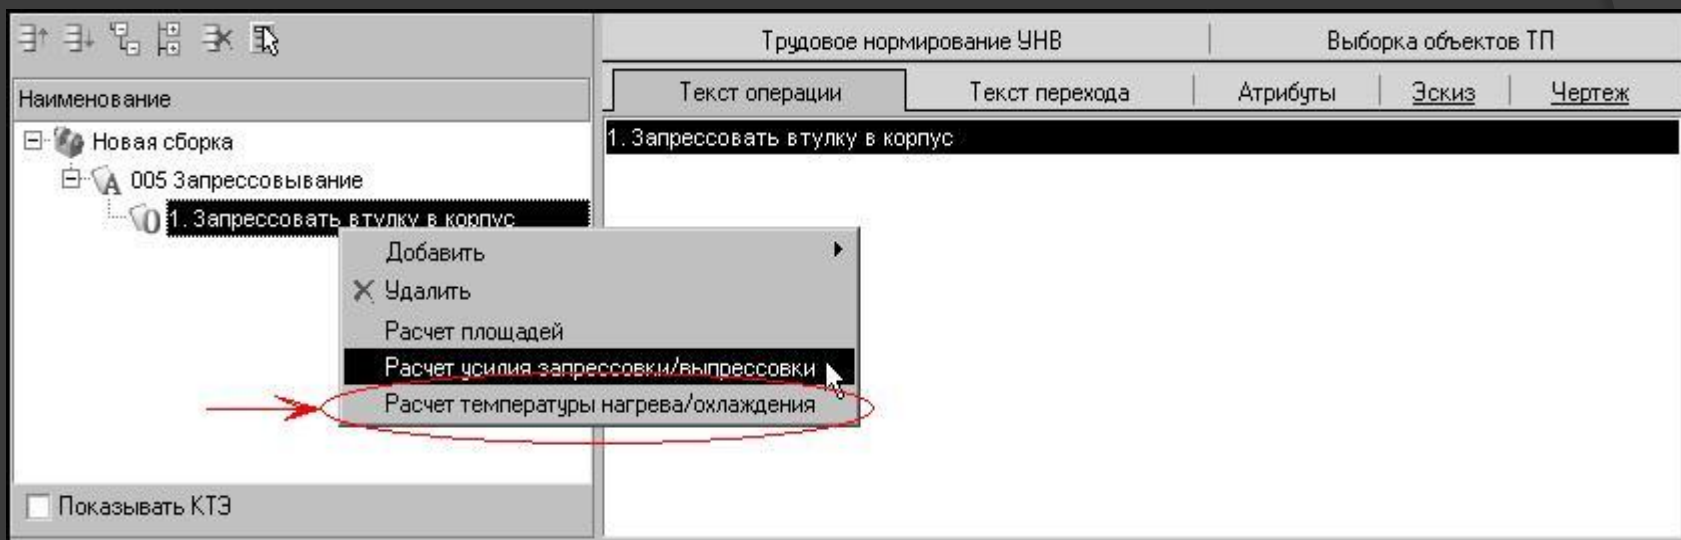 Трудовое нормирование УНВ
Выборка объектов ТП
Наименование
Текст операции
Текст перехода
Атрибуты
Эскиз
Чертеж
Новая сборка
005 Запрессовывание
1. Запрессовать втулку в корпус
1. Запрессовать втулку в корпус
Добавить
Удалить
Расчет площадей
Расчет усилия запрессовки/выпрессовки
Расчет температуры нагрева/охлаждения
Показывать КТЭ